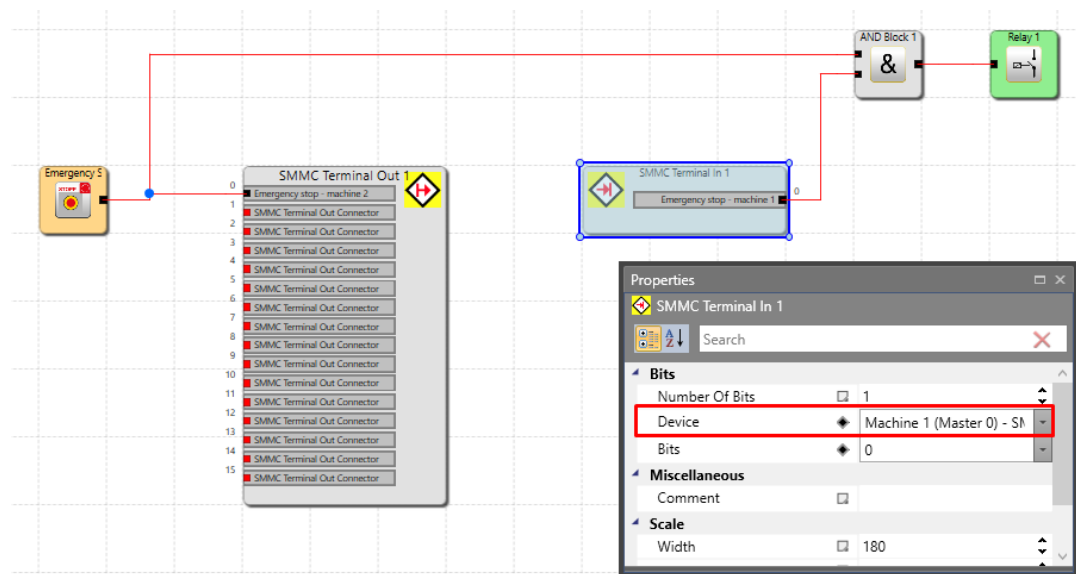 AND Block 1
Relay 1
&
Emergency S
STOPP
SMMC Terminal Out 1
0 Emergency stop - machine 2
1 SMMC Terminal Out Connector
2 SMMC Terminal Out Connector
3 SMMC Terminal Out Connector
4 SMMC Terminal Out Connector
5 SMMC Terminal Out Connector
6 SMMC Terminal Out Connector
7 SMMC Terminal Out Connector
8 SMMC Terminal Out Connector
9 SMMC Terminal Out Connector
10 SMMC Terminal Out Connector
11 SMMC Terminal Out Connector
12 SMMC Terminal Out Connector
13 SMMC Terminal Out Connector
14 SMMC Terminal Out Connector
15 SMMC Terminal Out Connector
SMMC Terminal In 1
Emergency stop - machine 1 0
Properties
SMMC Terminal In 1
A Z Search
Bits
Number Of Bits 1
Device Machine 1 (Master 0) - SM
Bits 0
Miscellaneous
Comment
Scale
Width 180